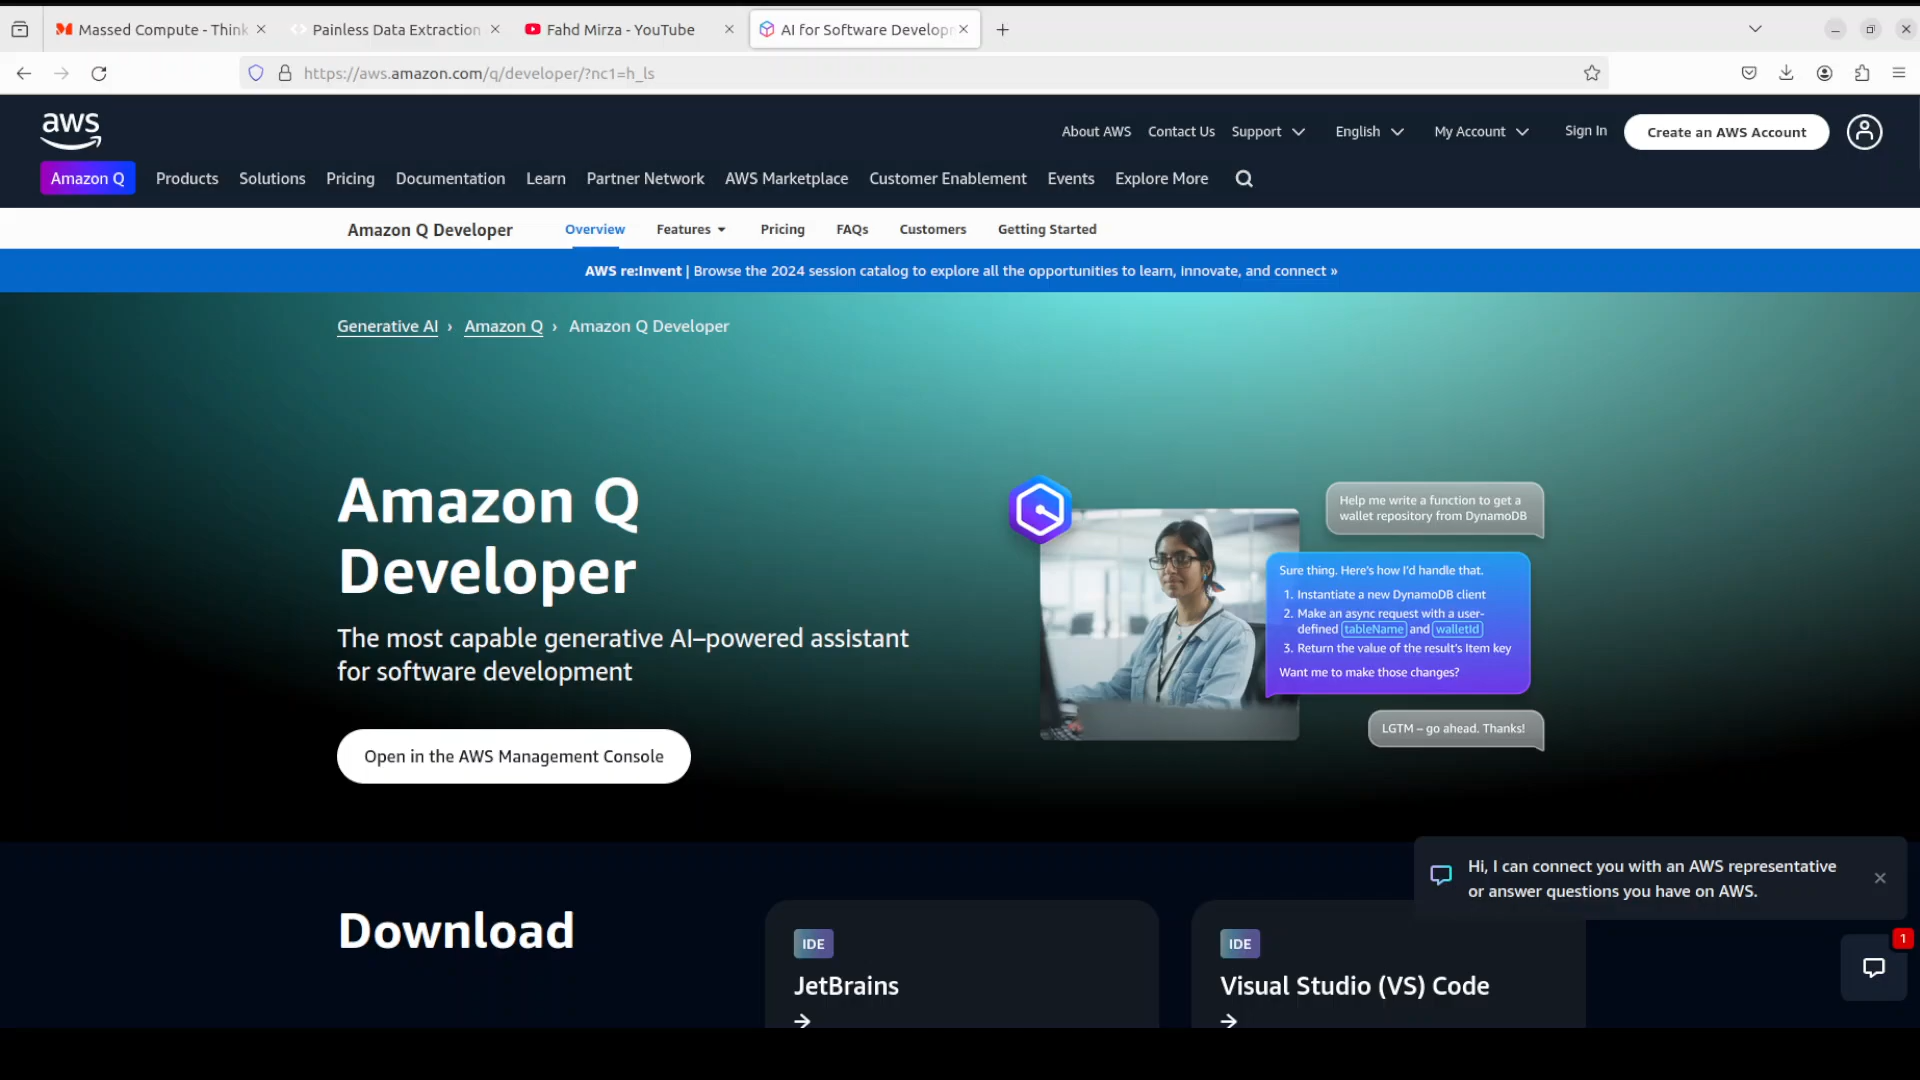 Massed Compute - Think
Painless Data Extraction
Fahd Mirza - YouTube
AI for Software Develop
https://aws.amazon.com/q/developer/?nc1=h_ls
aws
About AWS
Contact Us
Support
English
My Account
Sign In
Create an AWS Account
Amazon Q
Products
Solutions
Pricing
Documentation
Learn
Partner Network
AWS Marketplace
Customer Enablement
Events
Explore More
Amazon Q Developer
Overview
Features
Pricing
FAQs
Customers
Getting Started
AWS re:Invent | Browse the 2024 session catalog to explore all the opportunities to learn, innovate, and connect »
Generative AI › Amazon Q › Amazon Q Developer
Amazon Q
Developer
The most capable generative AI–powered assistant
for software development
Open in the AWS Management Console
Help me write a function to get a
wallet repository from DynamoDB
Sure thing. Here's how I'd handle that.
1. Instantiate a new DynamoDB client
2. Make an async request with a user-
defined tableName and walletId
3. Return the value of the result's Item key
Want me to make those changes?
LGTM – go ahead. Thanks!
Download
IDE
JetBrains
IDE
Visual Studio (VS) Code
Hi, I can connect you with an AWS representative
or answer questions you have on AWS.
1